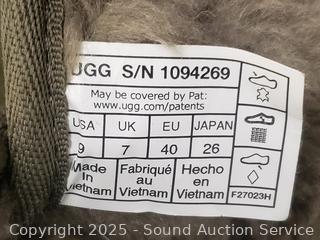 UGG S/N 1094269
May be covered by Pat:
www.ugg.com/patents
USA UK EU JAPAN
9 7 40 26
Made In Vietnam
Fabriqué au Vietnam
Hecho en Vietnam
F27023H
Copyright 2025 - Sound Auction Service